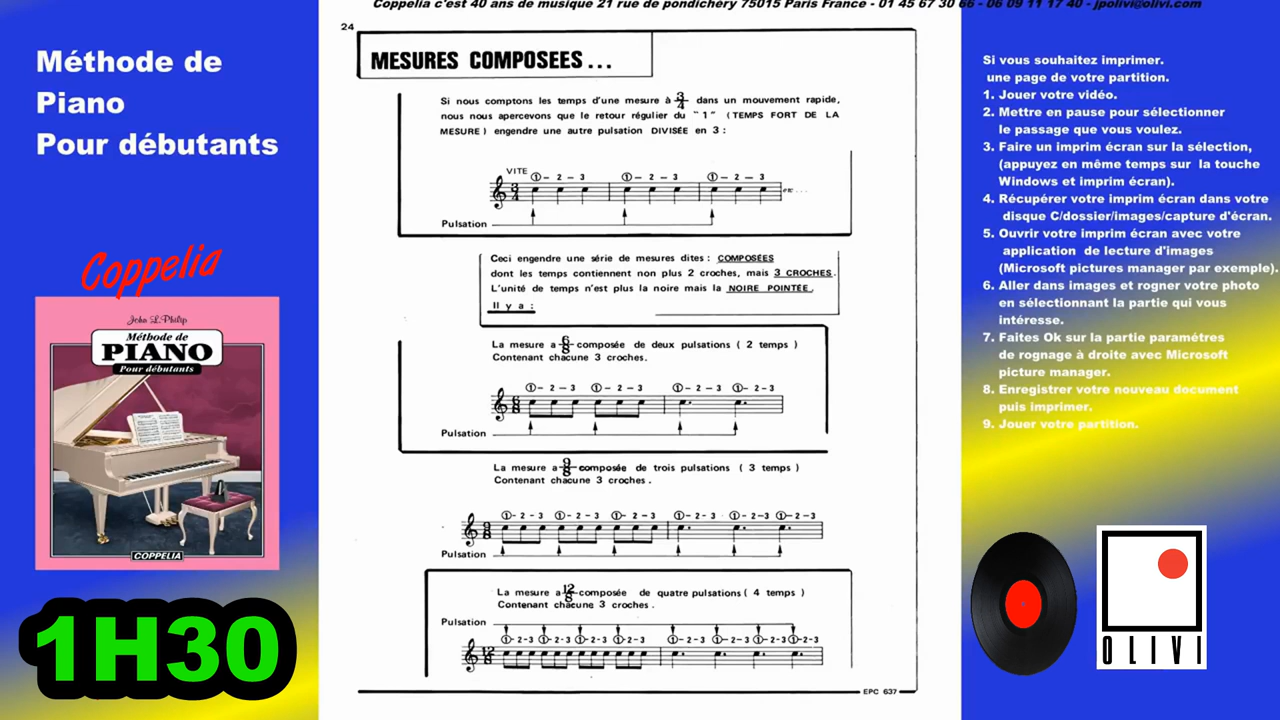 Coppelia c'est 40 ans de musique 21 rue de pondichéry 75015 Paris France - 01 45 67 30 66 - 06 09 11 17 40 - jpolivi@olivi.com
Méthode de
Piano
Pour débutants
Coppelia
John L. Philip
Méthode de
PIANO
Pour débutants
COPPELIA
1H30
24
MESURES COMPOSEES...
Si nous comptons les temps d'une mesure à 3/4 dans un mouvement rapide,
nous nous apercevons que le retour régulier du "1" (TEMPS FORT DE LA
MESURE) engendre une autre pulsation DIVISÉE en 3 :
VITE ①- 2 - 3 ①- 2 - 3 ①- 2 - 3
3/4 etc...
Pulsation
Ceci engendre une série de mesures dites : COMPOSÉES
dont les temps contiennent non plus 2 croches, mais 3 CROCHES.
L'unité de temps n'est plus la noire mais la NOIRE POINTÉE.
Il y a :
La mesure a 6/8 composée de deux pulsations ( 2 temps )
Contenant chacune 3 croches.
①- 2 - 3 ①- 2 - 3 ①- 2 - 3 ①- 2-3
6/8
Pulsation
La mesure a 9/8 composée de trois pulsations ( 3 temps )
Contenant chacune 3 croches .
①- 2 - 3 ①- 2 - 3 ①- 2 - 3 ①- 2-3 ①- 2-3 ①- 2-3
9/8
Pulsation
La mesure a 12/8 composée de quatre pulsations ( 4 temps )
Contenant chacune 3 croches .
Pulsation
①-2-3 ①-2-3 ①-2-3 ①-2-3 ①-2-3 ①-2-3 ①-2-3 ①-2-3
12/8
EPC 637
Si vous souhaitez imprimer.
une page de votre partition.
1. Jouer votre vidéo.
2. Mettre en pause pour sélectionner
le passage que vous voulez.
3. Faire un imprim écran sur la sélection,
(appuyez en même temps sur la touche
Windows et imprim écran).
4. Récupérer votre imprim écran dans votre
disque C/dossier/images/capture d'écran.
5. Ouvrir votre imprim écran avec votre
application de lecture d'images
(Microsoft pictures manager par exemple).
6. Aller dans images et rogner votre photo
en sélectionnant la partie qui vous
intéresse.
7. Faites Ok sur la partie paramétres
de rognage à droite avec Microsoft
picture manager.
8. Enregistrer votre nouveau document
puis imprimer.
9. Jouer votre partition.
OLIVI